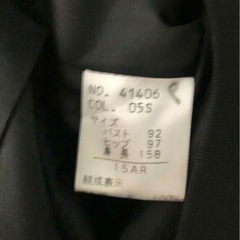 NO. 41406
COL. D5S
サイズ
バスト 92
ヒップ 97
身長 158
15AR
組成表示